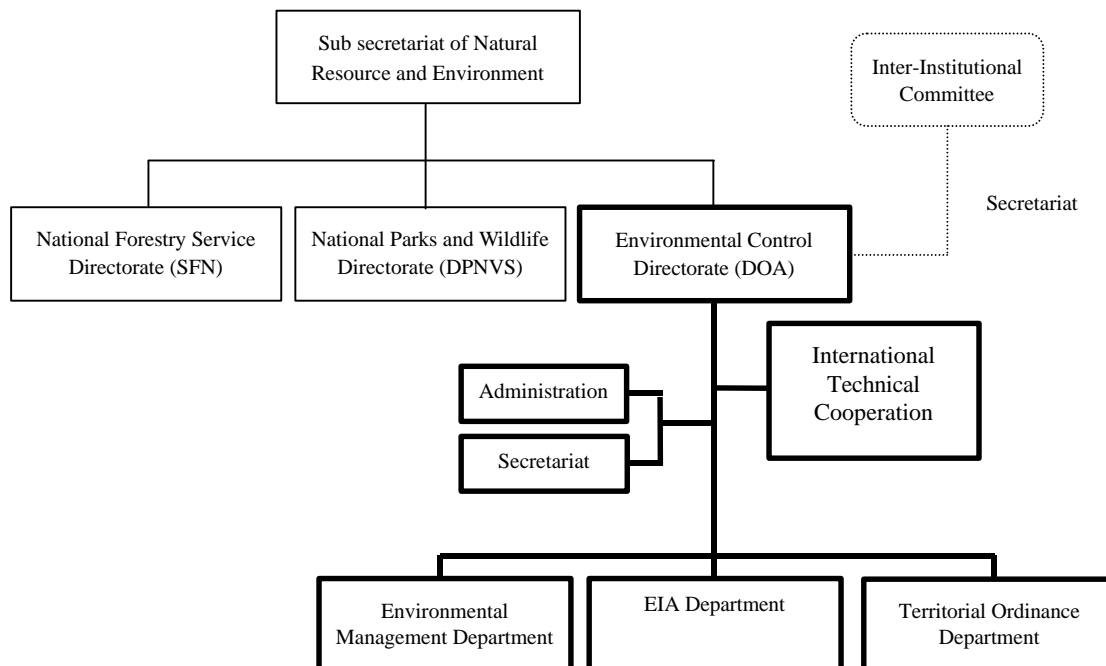 Sub secretariat of Natural
Resource and Environment
Inter-Institutional
Committee
Secretariat
National Forestry Service
Directorate (SFN)
National Parks and Wildlife
Directorate (DPNVS)
Environmental Control
Directorate (DOA)
International
Technical
Cooperation
Administration
Secretariat
Environmental
Management Department
EIA Department
Territorial Ordinance
Department